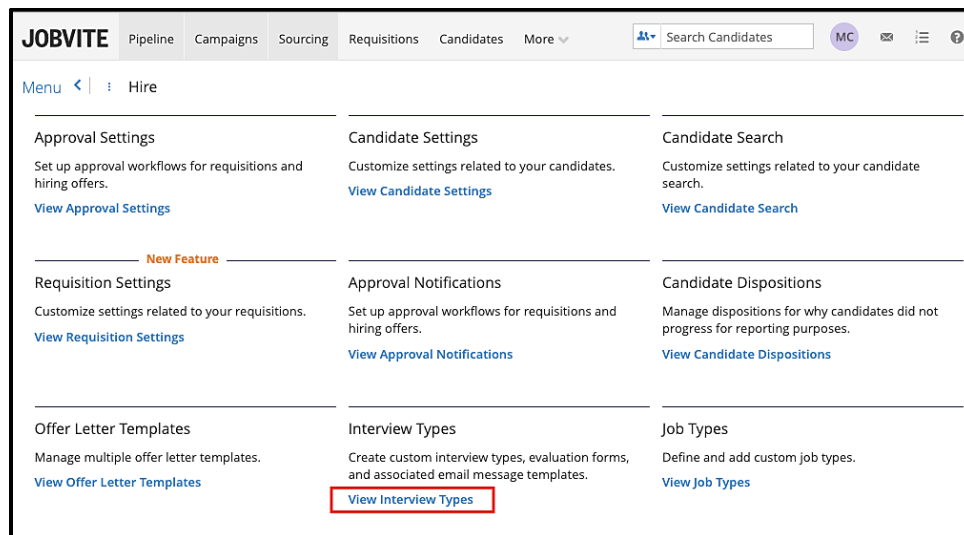 JOBVITE Pipeline Campaigns Sourcing Requisitions Candidates More Search Candidates MC
Menu Hire
Approval Settings
Set up approval workflows for requisitions and
hiring offers.
View Approval Settings
Candidate Settings
Customize settings related to your candidates.
View Candidate Settings
Candidate Search
Customize settings related to your candidate
search.
View Candidate Search
New Feature
Requisition Settings
Customize settings related to your requisitions.
View Requisition Settings
Approval Notifications
Set up approval workflows for requisitions and
hiring offers.
View Approval Notifications
Candidate Dispositions
Manage dispositions for why candidates did not
progress for reporting purposes.
View Candidate Dispositions
Offer Letter Templates
Manage multiple offer letter templates.
View Offer Letter Templates
Interview Types
Create custom interview types, evaluation forms,
and associated email message templates.
View Interview Types
Job Types
Define and add custom job types.
View Job Types